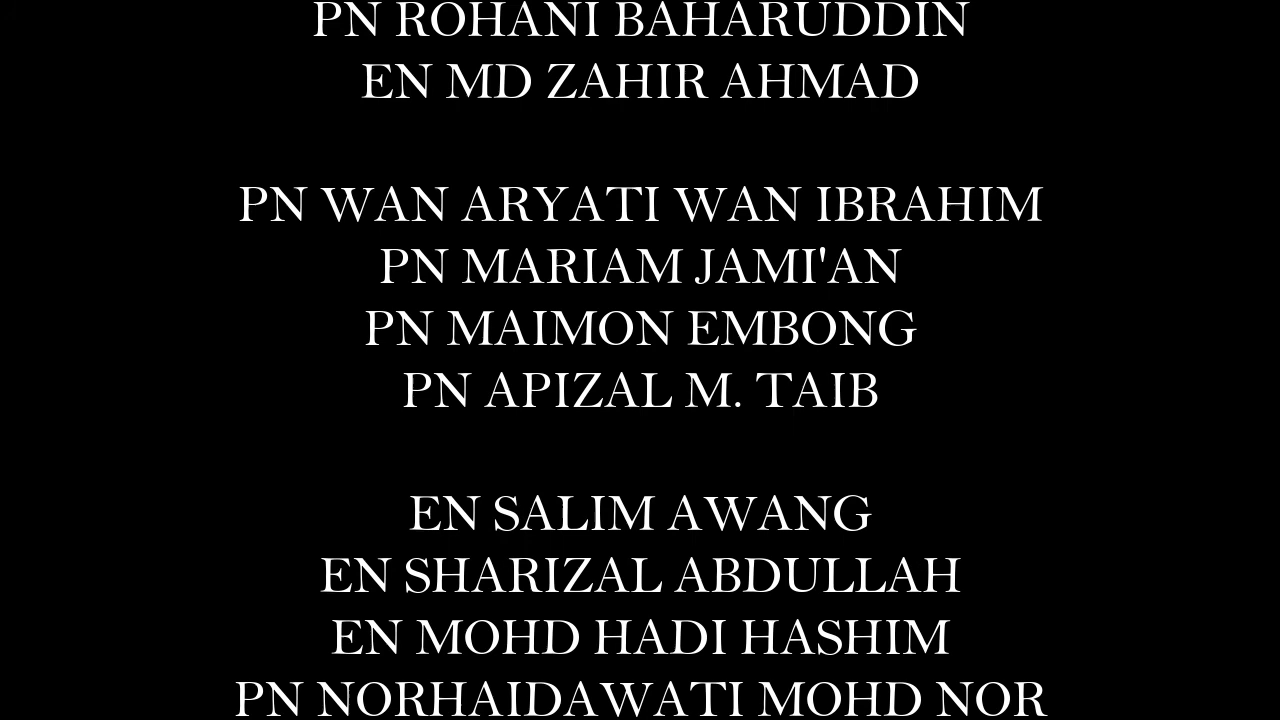 PN ROHANI BAHARUDDIN
EN MD ZAHIR AHMAD
PN WAN ARYATI WAN IBRAHIM
PN MARIAM JAMI'AN
PN MAIMON EMBONG
PN APIZAL M. TAIB
EN SALIM AWANG
EN SHARIZAL ABDULLAH
EN MOHD HADI HASHIM
PN NORHAIDAWATI MOHD NOR